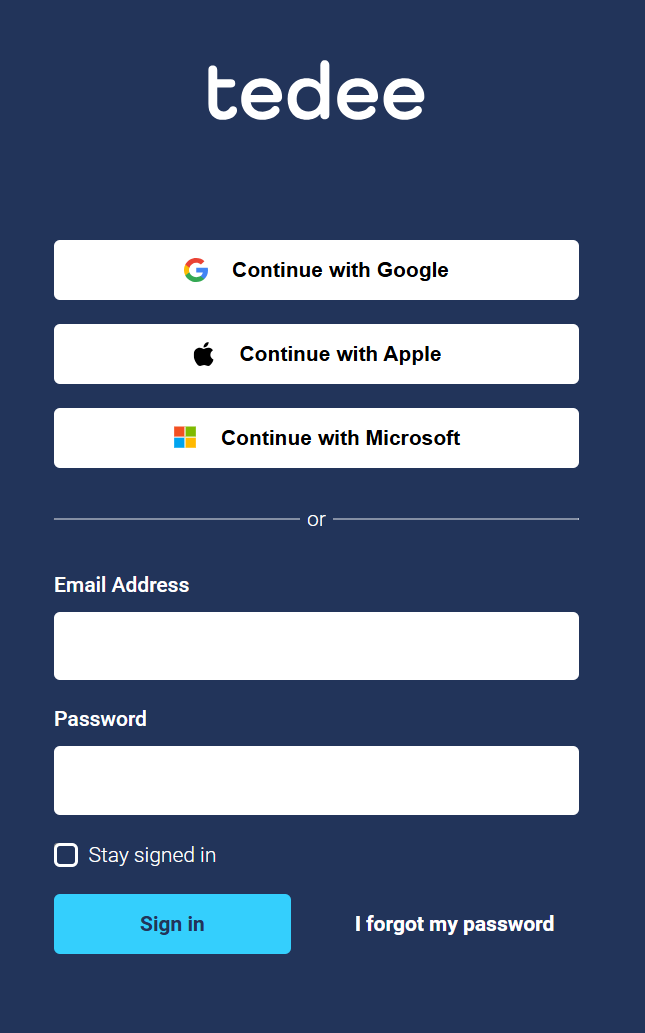 tedee
Continue with Google
Continue with Apple
Continue with Microsoft
or
Email Address
Password
Stay signed in
Sign in
I forgot my password